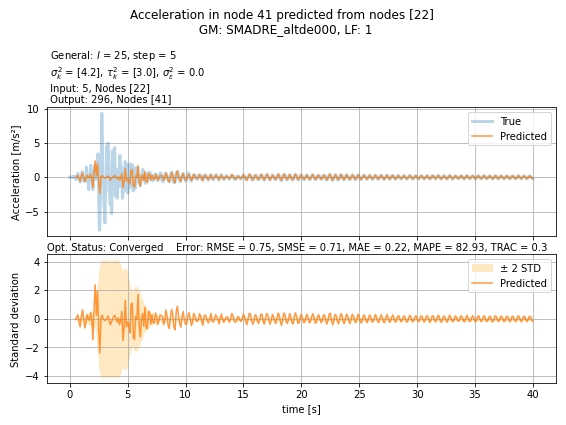 Acceleration in node 41 predicted from nodes [22]
GM: SMADRE_altde000, LF: 1
General: l = 25, step = 5
σ²ₖ = [4.2], τ²ₖ = [3.0], σ²ε = 0.0
Input: 5, Nodes [22]
Output: 296, Nodes [41]
10
5
0
−5
Acceleration [m/s²]
True
Predicted
Opt. Status: Converged Error: RMSE = 0.75, SMSE = 0.71, MAE = 0.22, MAPE = 82.93, TRAC = 0.3
4
2
0
−2
−4
Standard deviation
± 2 STD
Predicted
0 5 10 15 20 25 30 35 40
time [s]